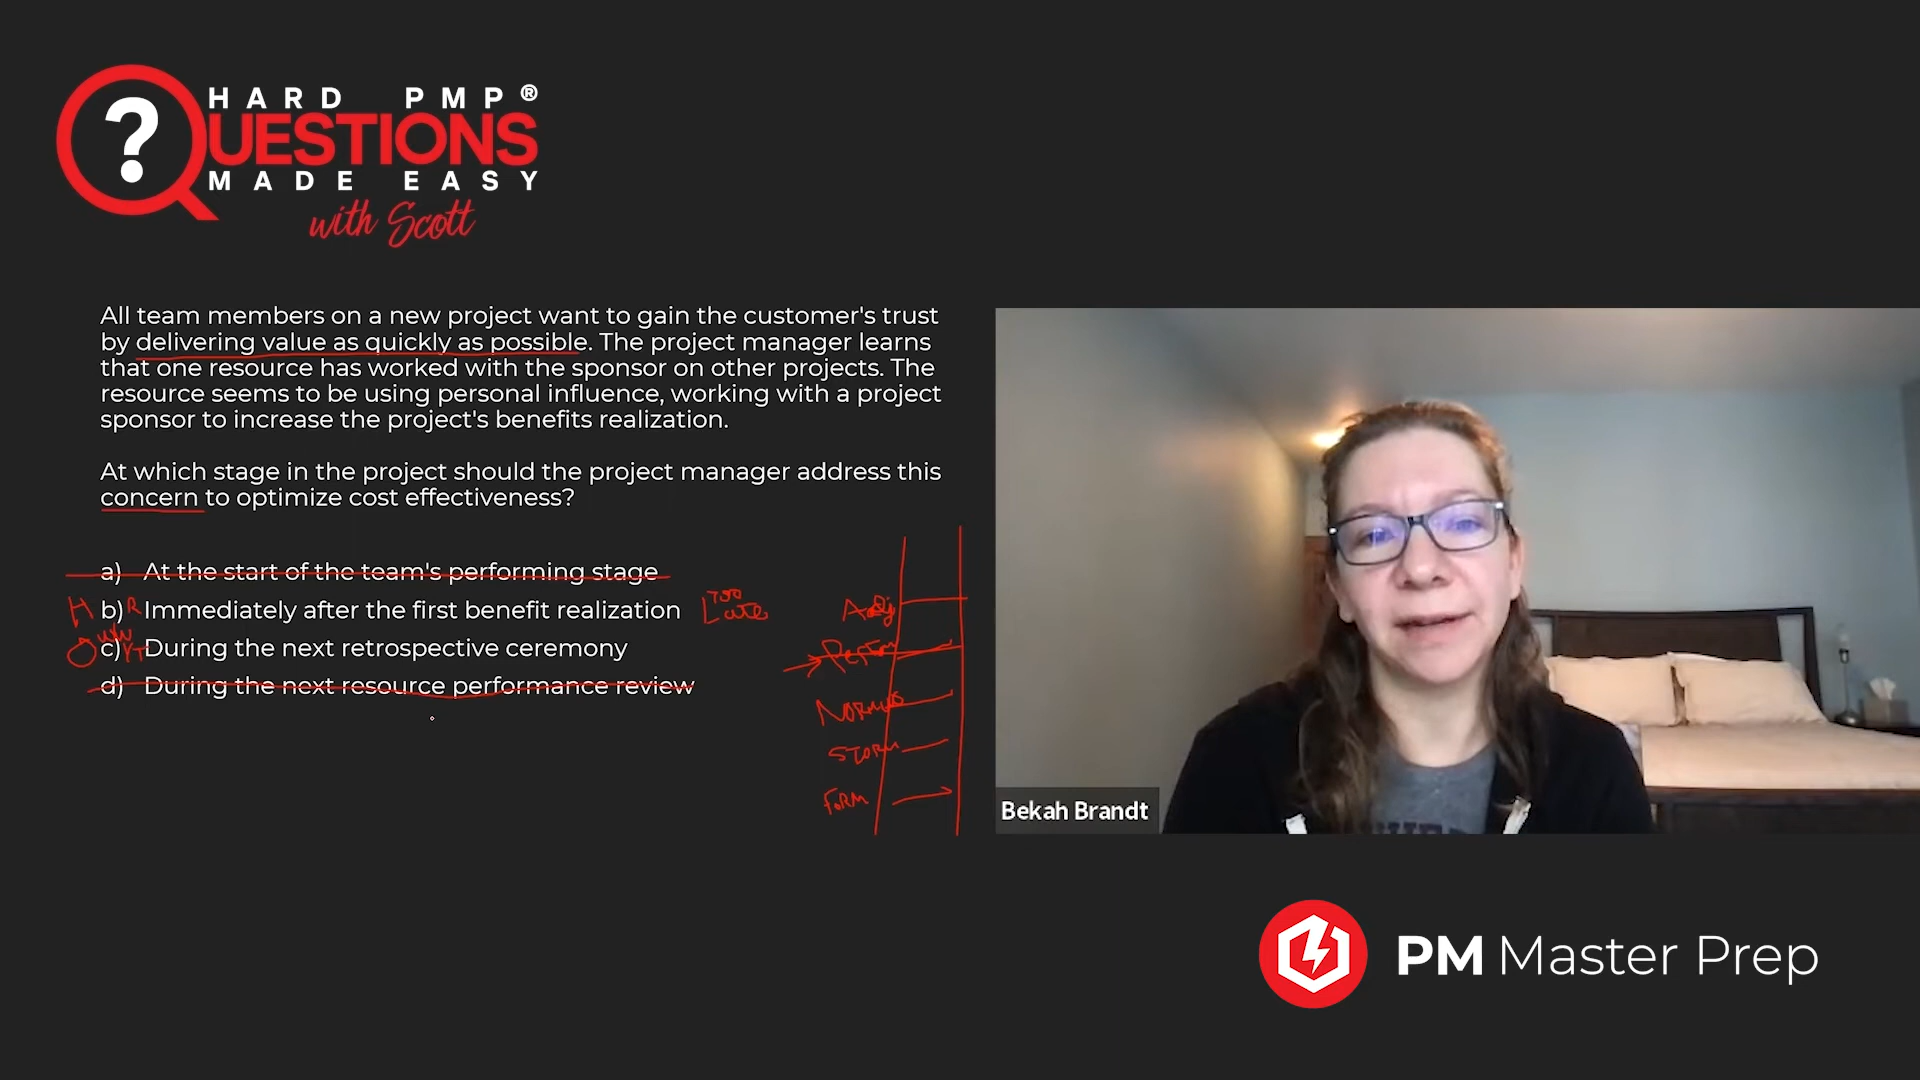 HARD PMP®
QUESTIONS
MADE EASY
with Scott
All team members on a new project want to gain the customer's trust
by delivering value as quickly as possible. The project manager learns
that one resource has worked with the sponsor on other projects. The
resource seems to be using personal influence, working with a project
sponsor to increase the project's benefits realization.
At which stage in the project should the project manager address this
concern to optimize cost effectiveness?
a) At the start of the team's performing stage
H b) R Immediately after the first benefit realization
Too
Late
c) During the next retrospective ceremony
d) During the next resource performance review
Adj
Perform
Norm
Storm
Form
Bekah Brandt
PM Master Prep